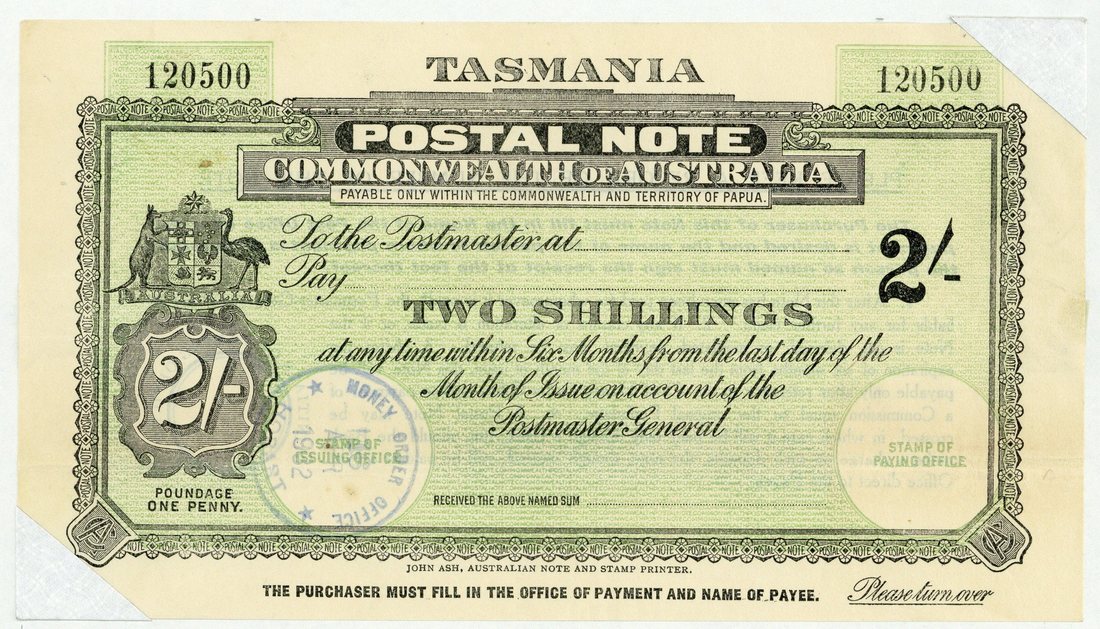 120500
TASMANIA
120500
POSTAL NOTE
COMMONWEALTH OF AUSTRALIA
PAYABLE ONLY WITHIN THE COMMONWEALTH AND TERRITORY OF PAPUA.
To the Postmaster at
2/-
Pay
AUSTRALIA
TWO SHILLINGS
2/-
at any time within Six Months from the last day of the
Month of Issue on account of the
Postmaster General
MONEY ORDER OFFICE
STAMP OF
ISSUING OFFICE
STAMP OF
PAYING OFFICE
POUNDAGE
ONE PENNY.
RECEIVED THE ABOVE NAMED SUM
JOHN ASH, AUSTRALIAN NOTE AND STAMP PRINTER.
THE PURCHASER MUST FILL IN THE OFFICE OF PAYMENT AND NAME OF PAYEE.
Please turn over